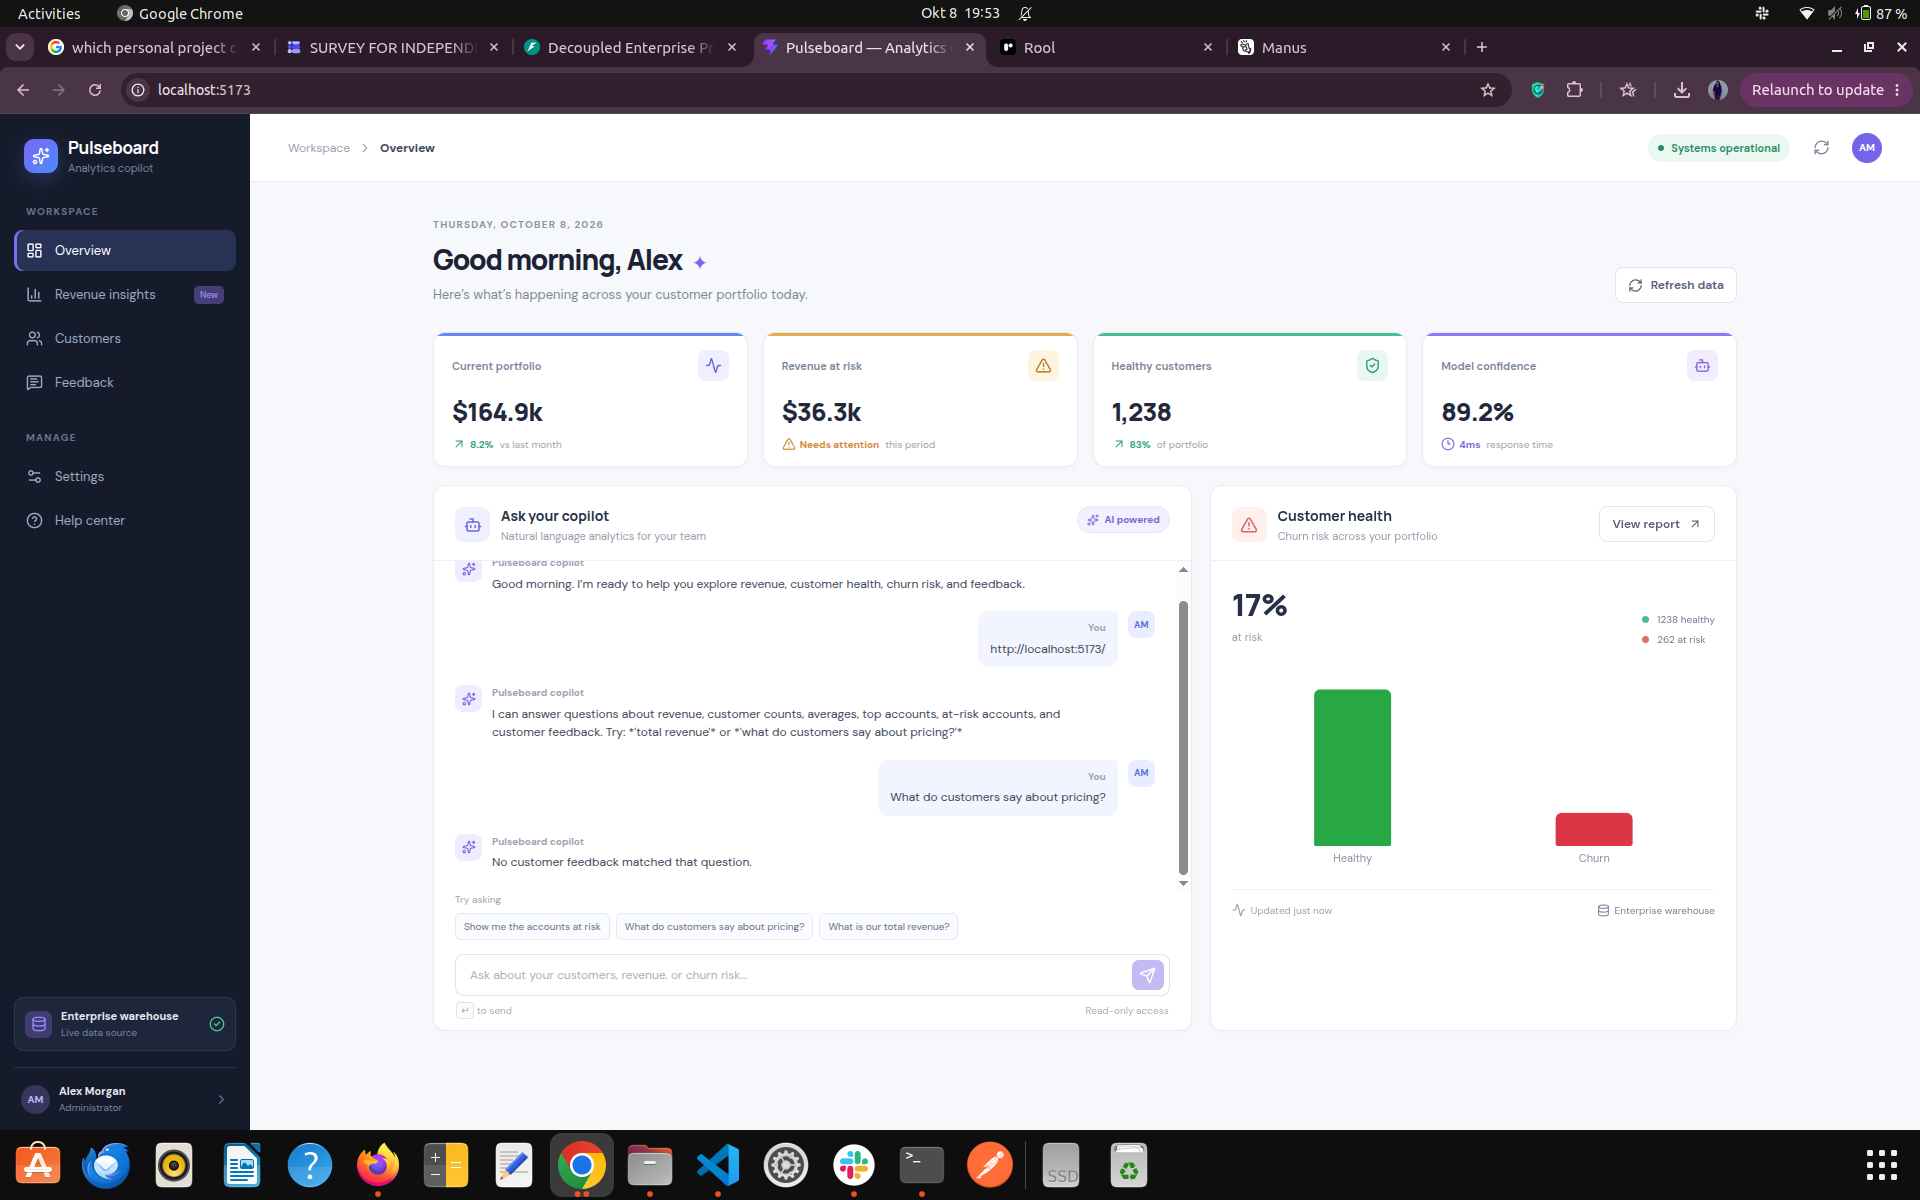 Activities
Google Chrome
Okt 8 19:53
87 %
which personal project c
SURVEY FOR INDEPEND
Decoupled Enterprise Pr
Pulseboard — Analytics
Rool
Manus
localhost:5173
Relaunch to update
Pulseboard
Analytics copilot
WORKSPACE
Overview
Revenue insights
New
Customers
Feedback
MANAGE
Settings
Help center
Enterprise warehouse
Live data source
AM
Alex Morgan
Administrator
Workspace
Overview
Systems operational
AM
THURSDAY, OCTOBER 8, 2026
Good morning, Alex
Here's what's happening across your customer portfolio today.
Refresh data
Current portfolio
$164.9k
8.2% vs last month
Revenue at risk
$36.3k
Needs attention this period
Healthy customers
1,238
83% of portfolio
Model confidence
89.2%
4ms response time
Ask your copilot
Natural language analytics for your team
AI powered
Pulseboard copilot
Good morning. I'm ready to help you explore revenue, customer health, churn risk, and feedback.
You
AM
http://localhost:5173/
Pulseboard copilot
I can answer questions about revenue, customer counts, averages, top accounts, at-risk accounts, and
customer feedback. Try: *'total revenue'* or *'what do customers say about pricing?'*
You
AM
What do customers say about pricing?
Pulseboard copilot
No customer feedback matched that question.
Try asking
Show me the accounts at risk
What do customers say about pricing?
What is our total revenue?
Ask about your customers, revenue, or churn risk...
↵ to send
Read-only access
Customer health
Churn risk across your portfolio
View report
17%
at risk
1238 healthy
262 at risk
Healthy
Churn
Updated just now
Enterprise warehouse
SSD